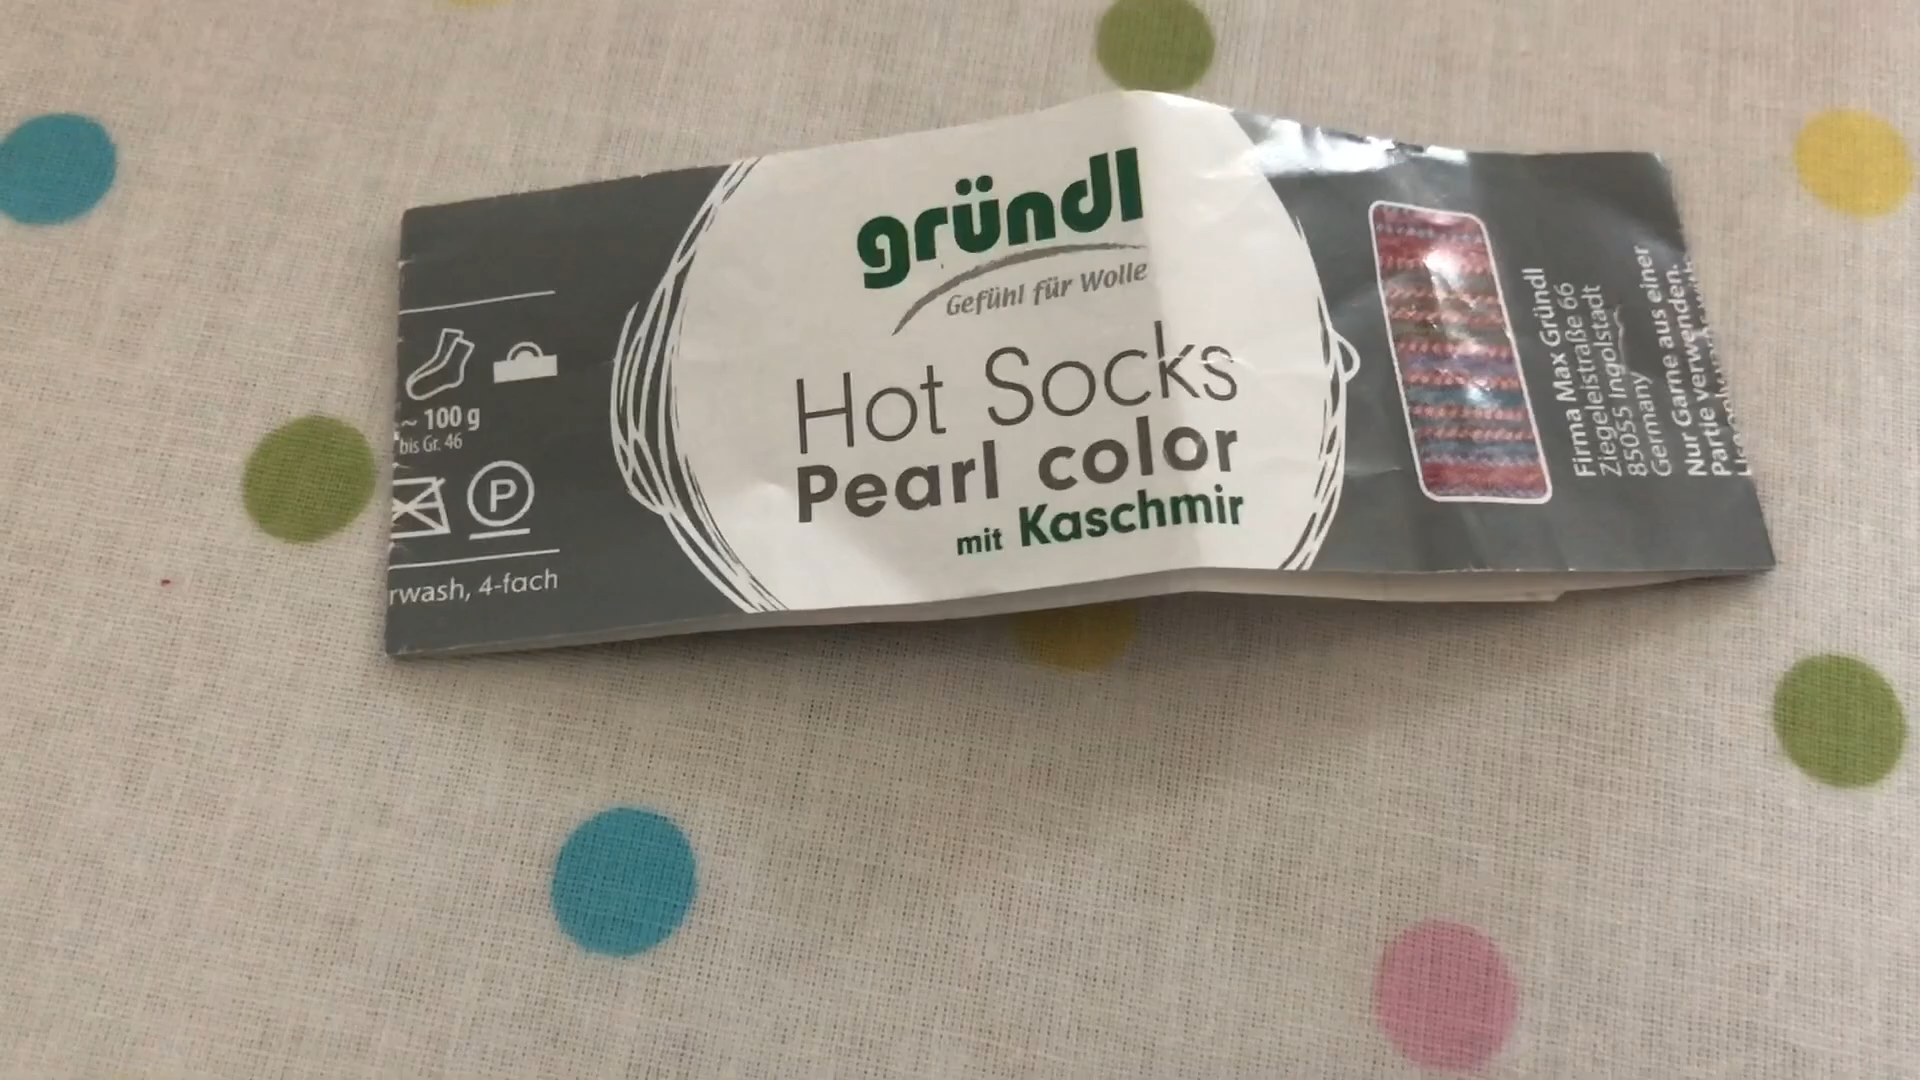 gründl
Gefühl für Wolle
Hot Socks
Pearl color
mit Kaschmir
~ 100 g
bis Gr. 46
P
rwash, 4-fach
Firma Max Gründl
Ziegeleistraße 66
85055 Ingolstadt
Germany
Nur Garne aus einer
Partie verwenden.